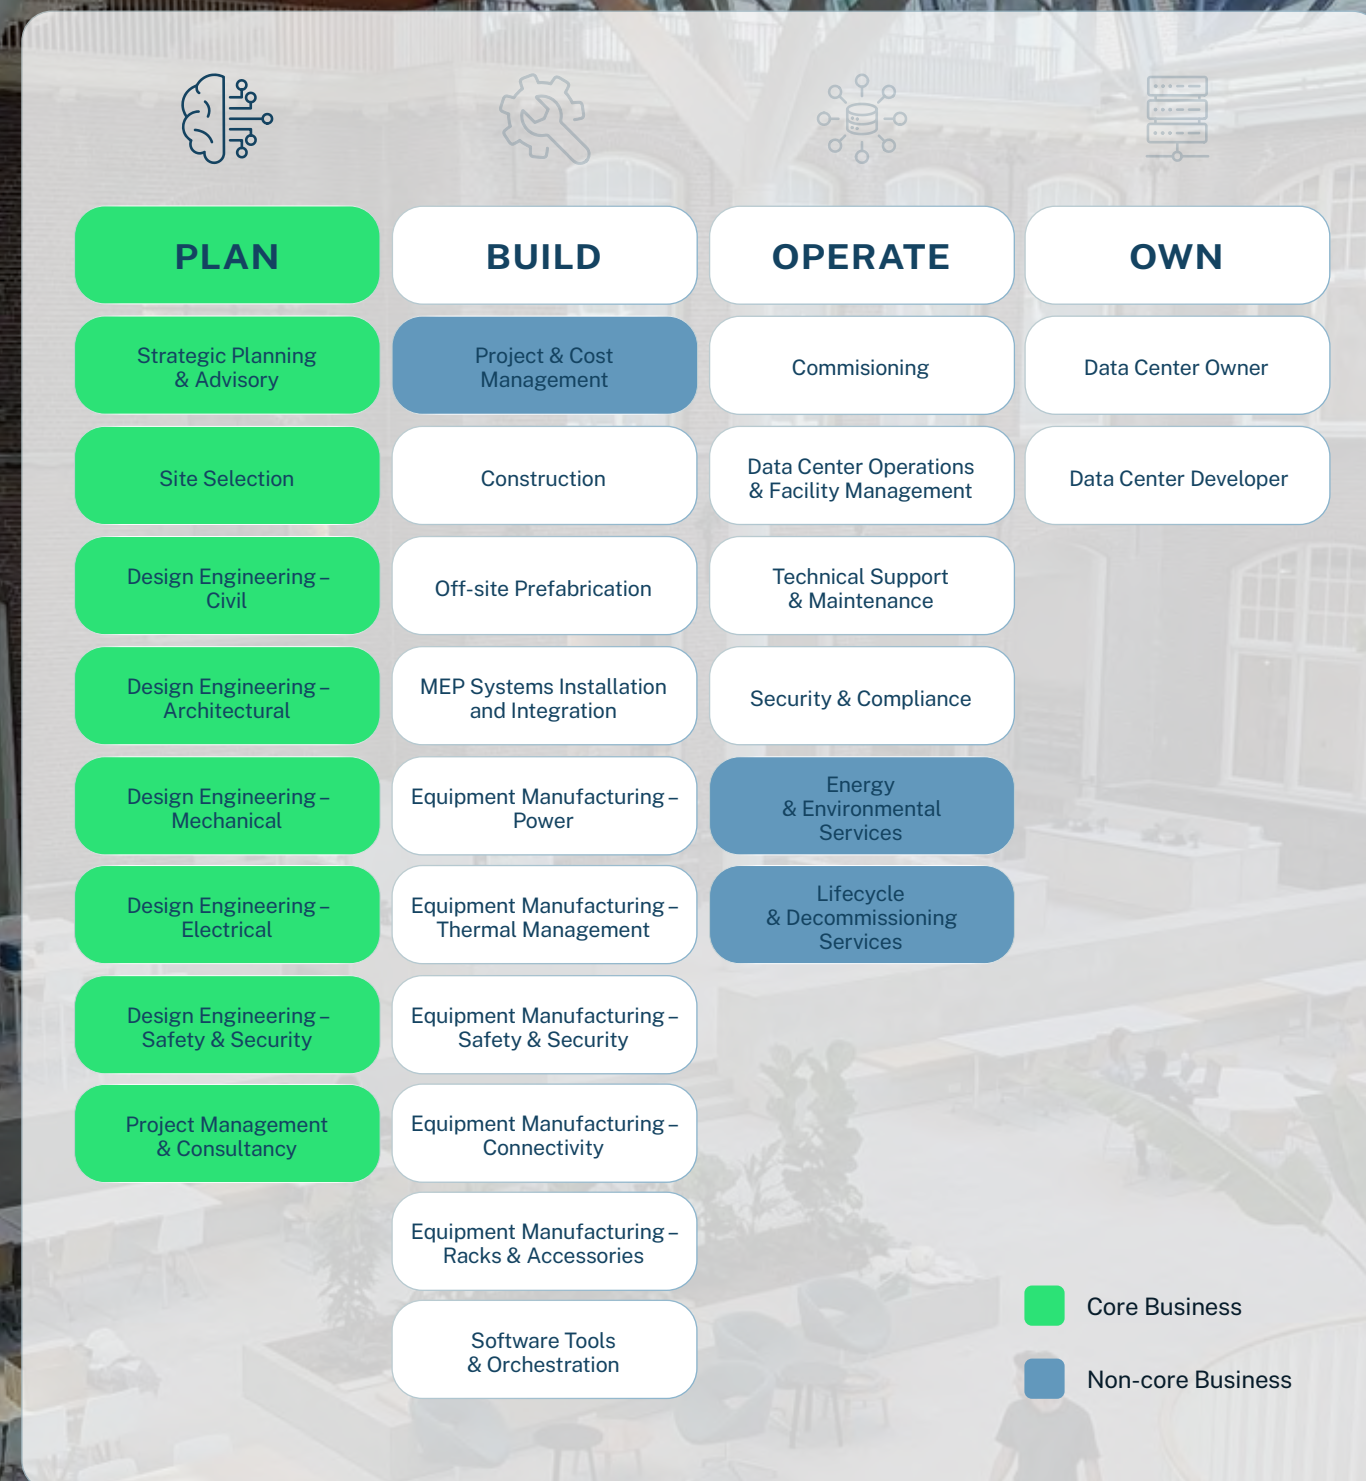 PLAN
BUILD
OPERATE
OWN
Strategic Planning
& Advisory
Site Selection
Design Engineering –
Civil
Design Engineering –
Architectural
Design Engineering –
Mechanical
Design Engineering –
Electrical
Design Engineering –
Safety & Security
Project Management
& Consultancy
Project & Cost
Management
Construction
Off-site Prefabrication
MEP Systems Installation
and Integration
Equipment Manufacturing –
Power
Equipment Manufacturing –
Thermal Management
Equipment Manufacturing –
Safety & Security
Equipment Manufacturing –
Connectivity
Equipment Manufacturing –
Racks & Accessories
Software Tools
& Orchestration
Commisioning
Data Center Operations
& Facility Management
Technical Support
& Maintenance
Security & Compliance
Energy
& Environmental
Services
Lifecycle
& Decommissioning
Services
Data Center Owner
Data Center Developer
Core Business
Non-core Business